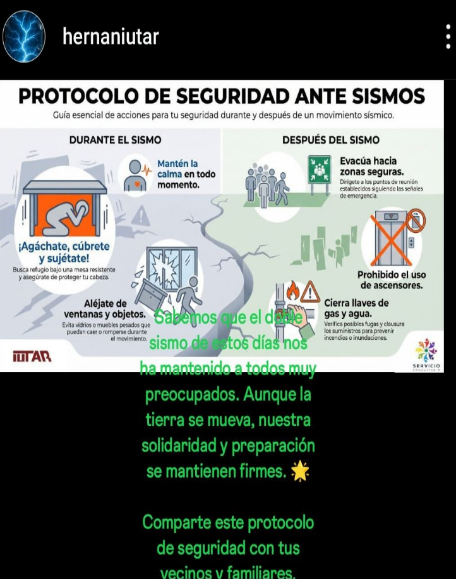 hernaniutar
PROTOCOLO DE SEGURIDAD ANTE SISMOS
Guía esencial de acciones para tu seguridad durante y después de un movimiento sísmico.
DURANTE EL SISMO
Mantén la
calma en todo
momento.
¡Agáchate, cúbrete
y sujétate!
Busca refugio bajo una mesa resistente
y asegúrate de proteger tu cabeza.
Aléjate de
ventanas y objetos.
Evita vidrios o muebles pesados que
puedan caer o romperse durante
el movimiento.
DESPUÉS DEL SISMO
Evacúa hacia
zonas seguras.
Dirígete a los puntos de reunión
establecidos siguiendo las señales
de emergencia.
Prohibido el uso
de ascensores.
Cierra llaves de
gas y agua.
Verifica posibles fugas y clausura
los suministros para prevenir
incendios o inundaciones.
IUTAR
SERVICIO
Sabemos que el doble
sismo de estos días nos
ha mantenido a todos muy
preocupados. Aunque la
tierra se mueva, nuestra
solidaridad y preparación
se mantienen firmes. 🌟
Comparte este protocolo
de seguridad con tus
vecinos y familiares.